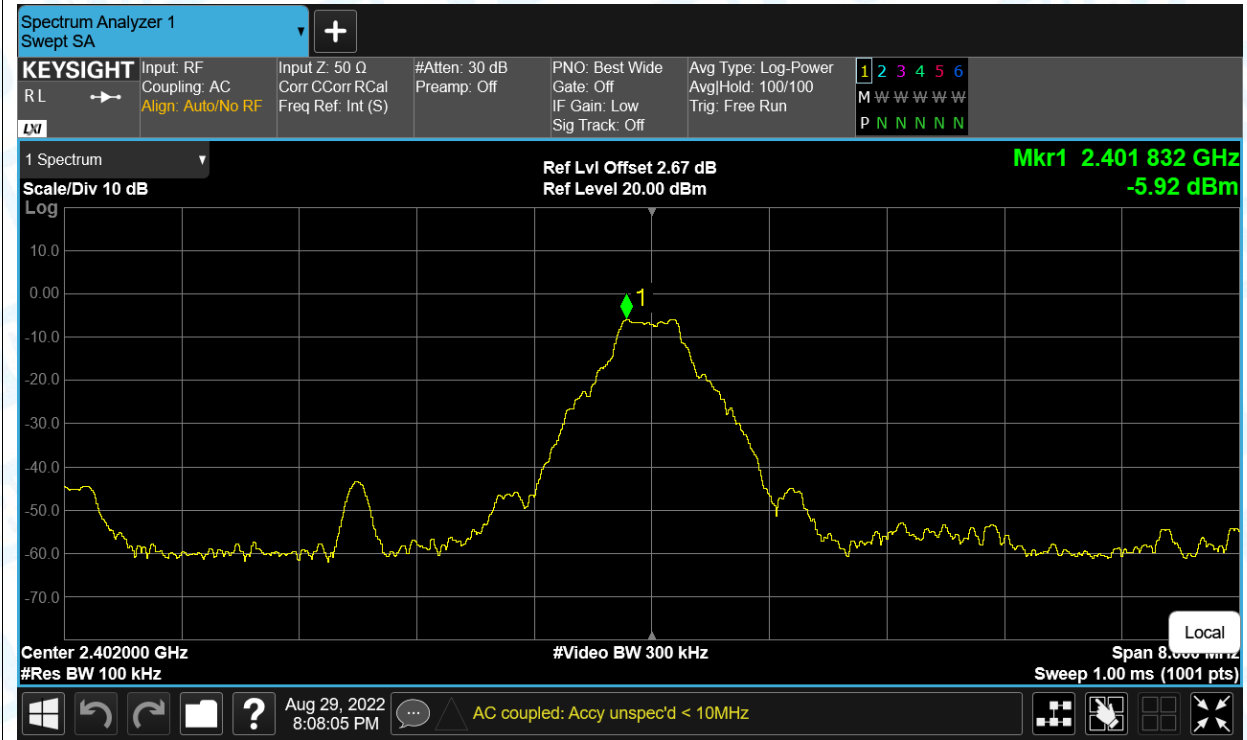 Spectrum Analyzer 1
Swept SA
KEYSIGHT
R L
LXI
Input: RF
Coupling: AC
Align: Auto/No RF
Input Z: 50 Ω
Corr CCorr RCal
Freq Ref: Int (S)
#Atten: 30 dB
Preamp: Off
PNO: Best Wide
Gate: Off
IF Gain: Low
Sig Track: Off
Avg Type: Log-Power
Avg|Hold: 100/100
Trig: Free Run
1 2 3 4 5 6
M W W W W W W
P N N N N N N
1 Spectrum
Scale/Div 10 dB
Log
Ref Lvl Offset 2.67 dB
Ref Level 20.00 dBm
Mkr1 2.401 832 GHz
-5.92 dBm
10.0
0.00
-10.0
-20.0
-30.0
-40.0
-50.0
-60.0
-70.0
1
Local
Center 2.402000 GHz
#Res BW 100 kHz
#Video BW 300 kHz
Span 8.000 MHz
Sweep 1.00 ms (1001 pts)
?
Aug 29, 2022
8:08:05 PM
AC coupled: Accy unspec'd < 10MHz